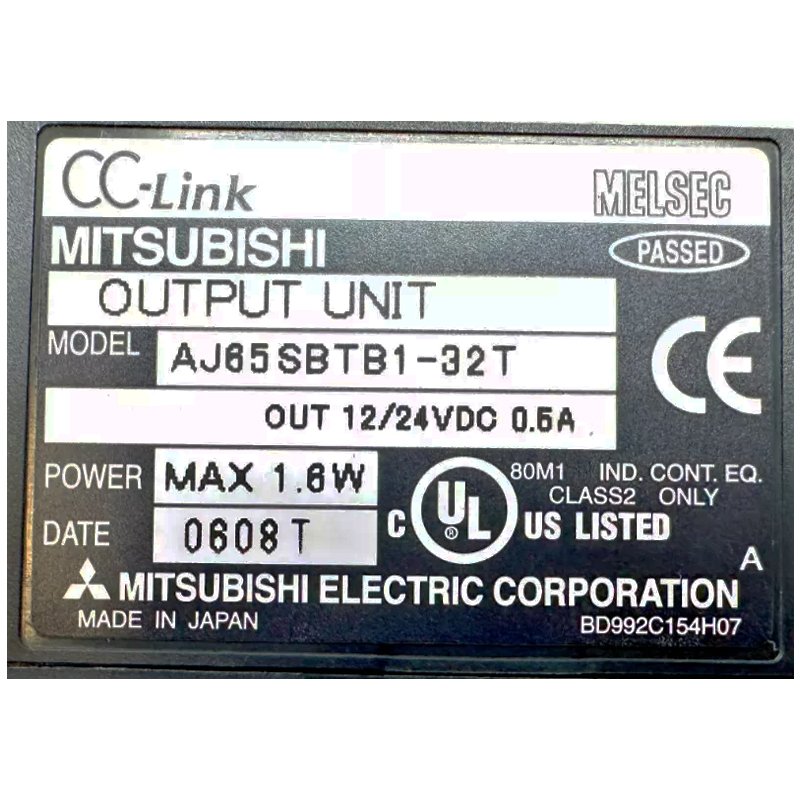 CC-Link MELSEC
MITSUBISHI PASSED
OUTPUT UNIT
MODEL AJ65SBTB1-32T CE
OUT 12/24VDC 0.5A
POWER MAX 1.6W
80M1 IND. CONT. EQ.
CLASS2 ONLY
DATE 0608T
C UL® US LISTED
A
MITSUBISHI ELECTRIC CORPORATION
MADE IN JAPAN BD992C154H07